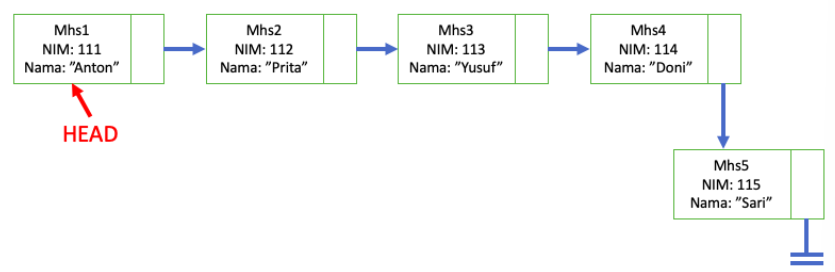 Mhs1
NIM: 111
Nama: ”Anton”
Mhs2
NIM: 112
Nama: ”Prita”
Mhs3
NIM: 113
Nama: ”Yusuf”
Mhs4
NIM: 114
Nama: ”Doni”
HEAD
Mhs5
NIM: 115
Nama: ”Sari”